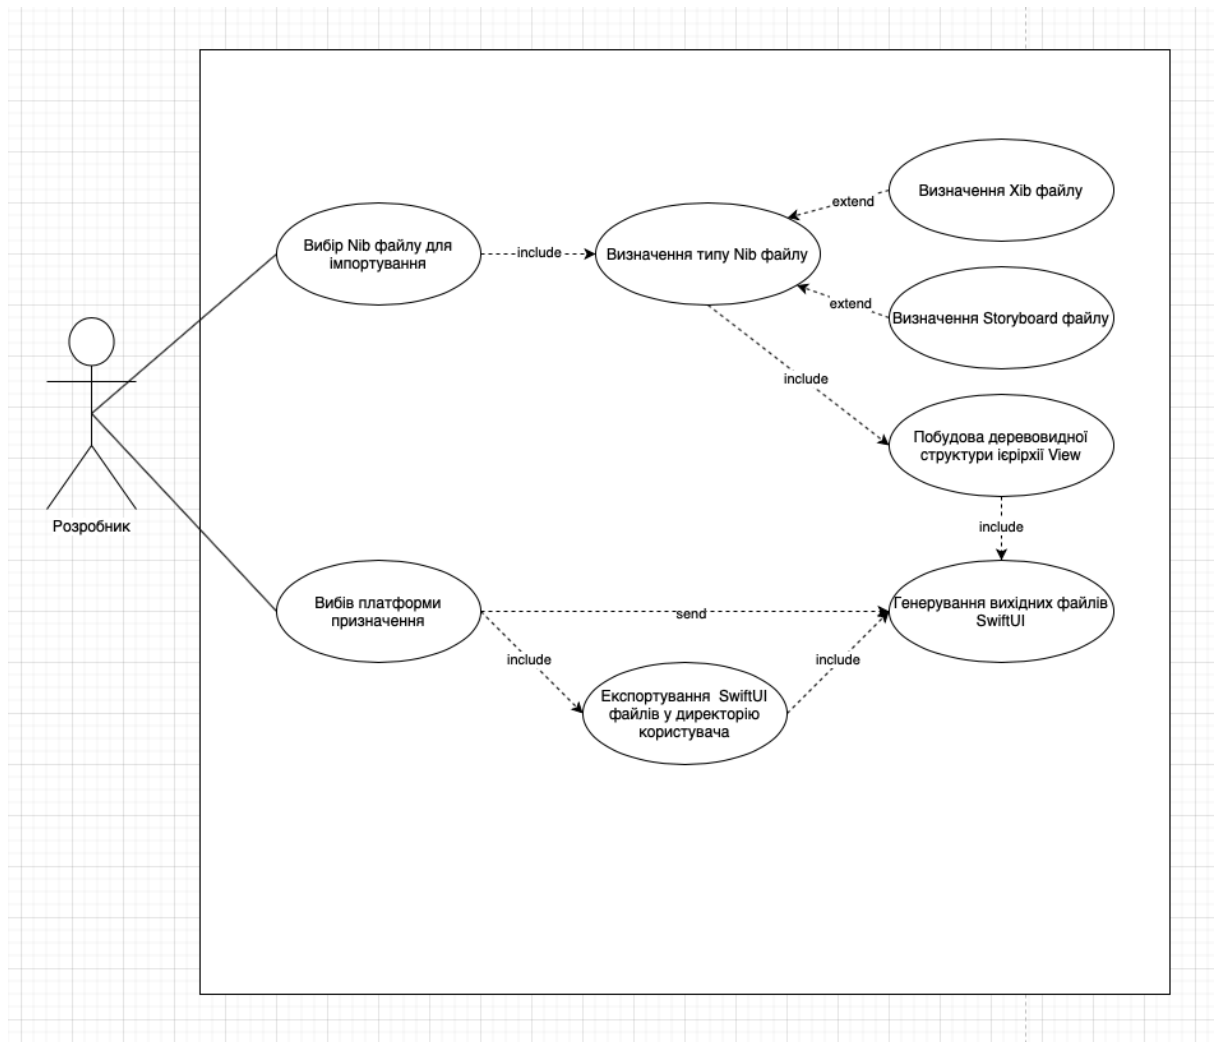 Визначення Xib файлу
extend
Вибір Nib файлу для
імпортування
include
Визначення типу Nib файлу
extend
Визначення Storyboard файлу
include
Побудова деревовидної
структури ієрірхії View
Розробник
include
Вибів платформи
призначення
send
Генерування вихідних файлів
SwiftUI
include
include
Експортування SwiftUI
файлів у директорію
користувача